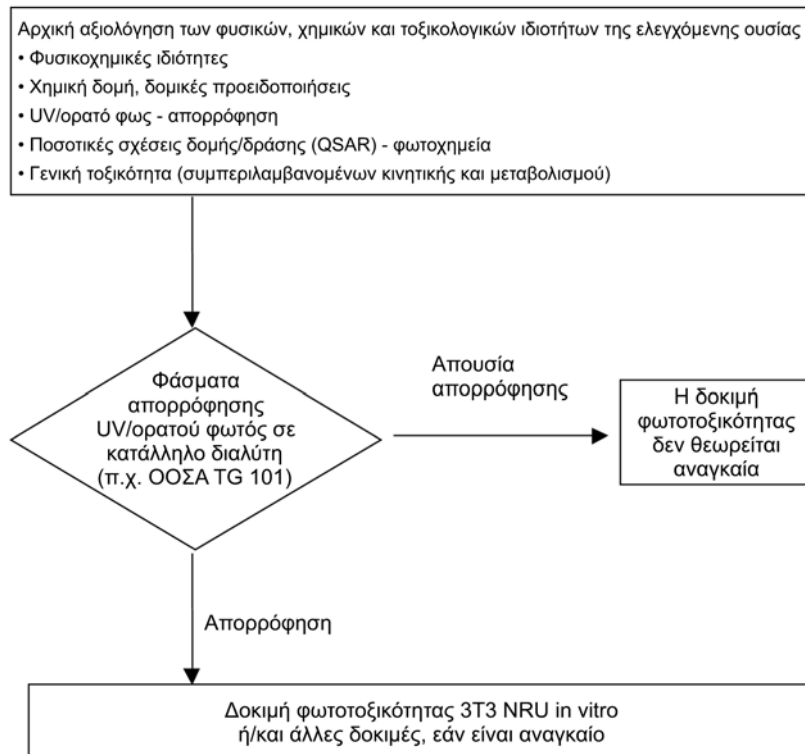 Αρχική αξιολόγηση των φυσικών, χημικών και τοξικολογικών ιδιοτήτων της ελεγχόμενης ουσίας
• Φυσικοχημικές ιδιότητες
• Χημική δομή, δομικές προειδοποιήσεις
• UV/ορατό φως - απορρόφηση
• Ποσοτικές σχέσεις δομής/δράσης (QSAR) - φωτοχημεία
• Γενική τοξικότητα (συμπεριλαμβανομένων κινητικής και μεταβολισμού)
Φάσματα
απορρόφησης
UV/ορατού φωτός σε
κατάλληλο διαλύτη
(π.χ. ΟΟΣΑ TG 101)
Απουσία
απορρόφησης
Η δοκιμή
φωτοτοξικότητας
δεν θεωρείται
αναγκαία
Απορρόφηση
Δοκιμή φωτοτοξικότητας 3T3 NRU in vitro
ή/και άλλες δοκιμές, εάν είναι αναγκαίο